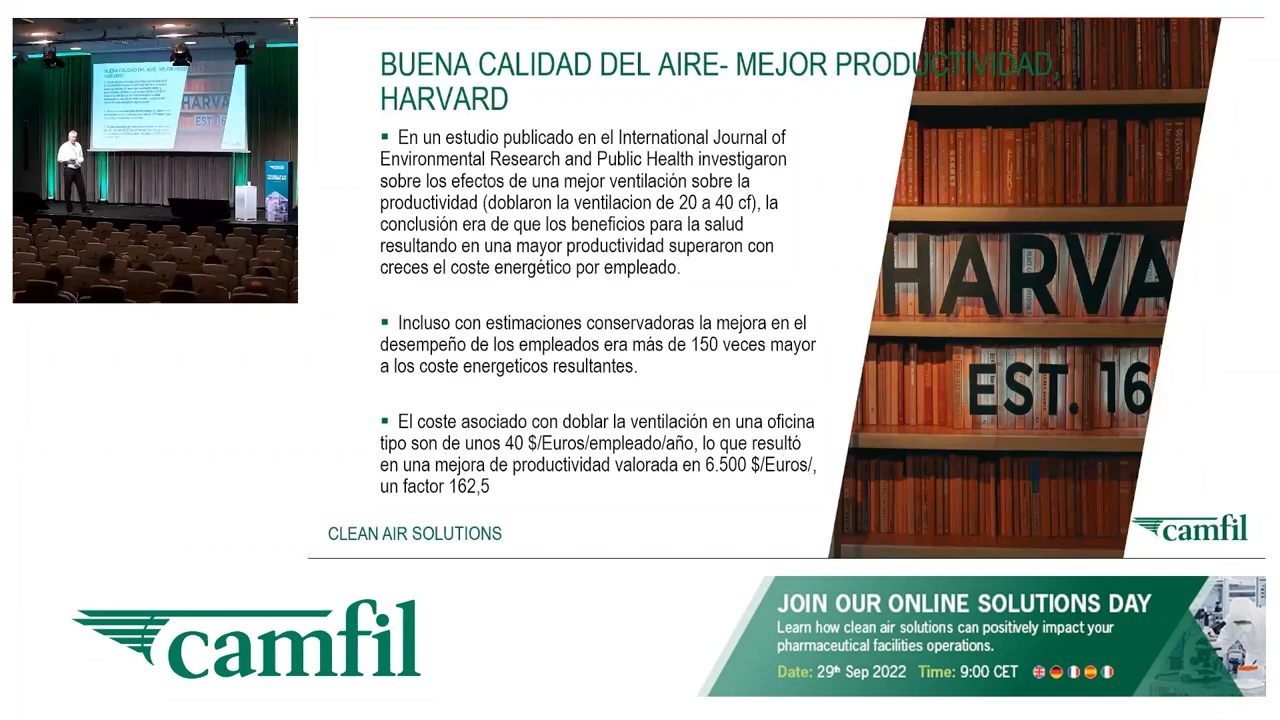 BUENA CALIDAD DEL AIRE- MEJOR PRODUCTIVIDAD,
HARVARD
▪ En un estudio publicado en el International Journal of
Environmental Research and Public Health investigaron
sobre los efectos de una mejor ventilación sobre la
productividad (doblaron la ventilacion de 20 a 40 cf), la
conclusión era de que los beneficios para la salud
resultando en una mayor productividad superaron con
creces el coste energético por empleado.
▪ Incluso con estimaciones conservadoras la mejora en el
desempeño de los empleados era más de 150 veces mayor
a los coste energeticos resultantes.
▪ El coste asociado con doblar la ventilación en una oficina
tipo son de unos 40 $/Euros/empleado/año, lo que resultó
en una mejora de productividad valorada en 6.500 $/Euros/,
un factor 162,5
HARVA
EST. 16
CLEAN AIR SOLUTIONS
camfil
camfil
JOIN OUR ONLINE SOLUTIONS DAY
Learn how clean air solutions can positively impact your
pharmaceutical facilities operations.
Date: 29th Sep 2022 Time: 9:00 CET